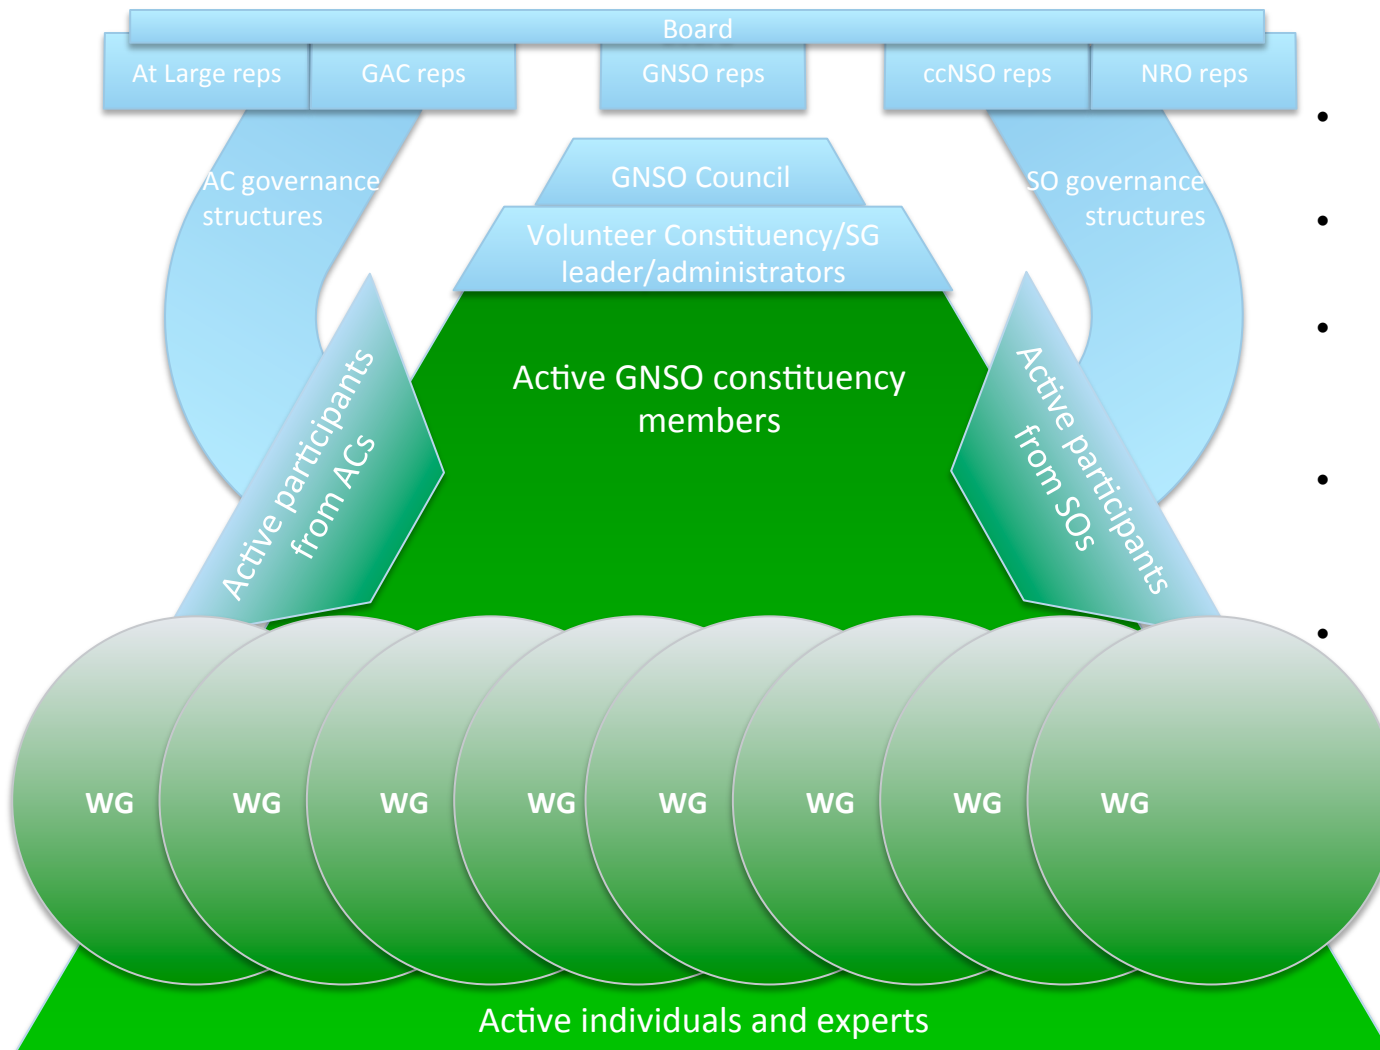 Board
At Large reps
GAC reps
GNSO reps
ccNSO reps
NRO reps
AC governance
structures
GNSO Council
SO governance
structures
Volunteer Constituency/SG
leader/administrators
Active GNSO constituency
members
Active participants
from ACs
Active participants
from SOs
WG
WG
WG
WG
WG
WG
WG
WG
Active individuals and experts